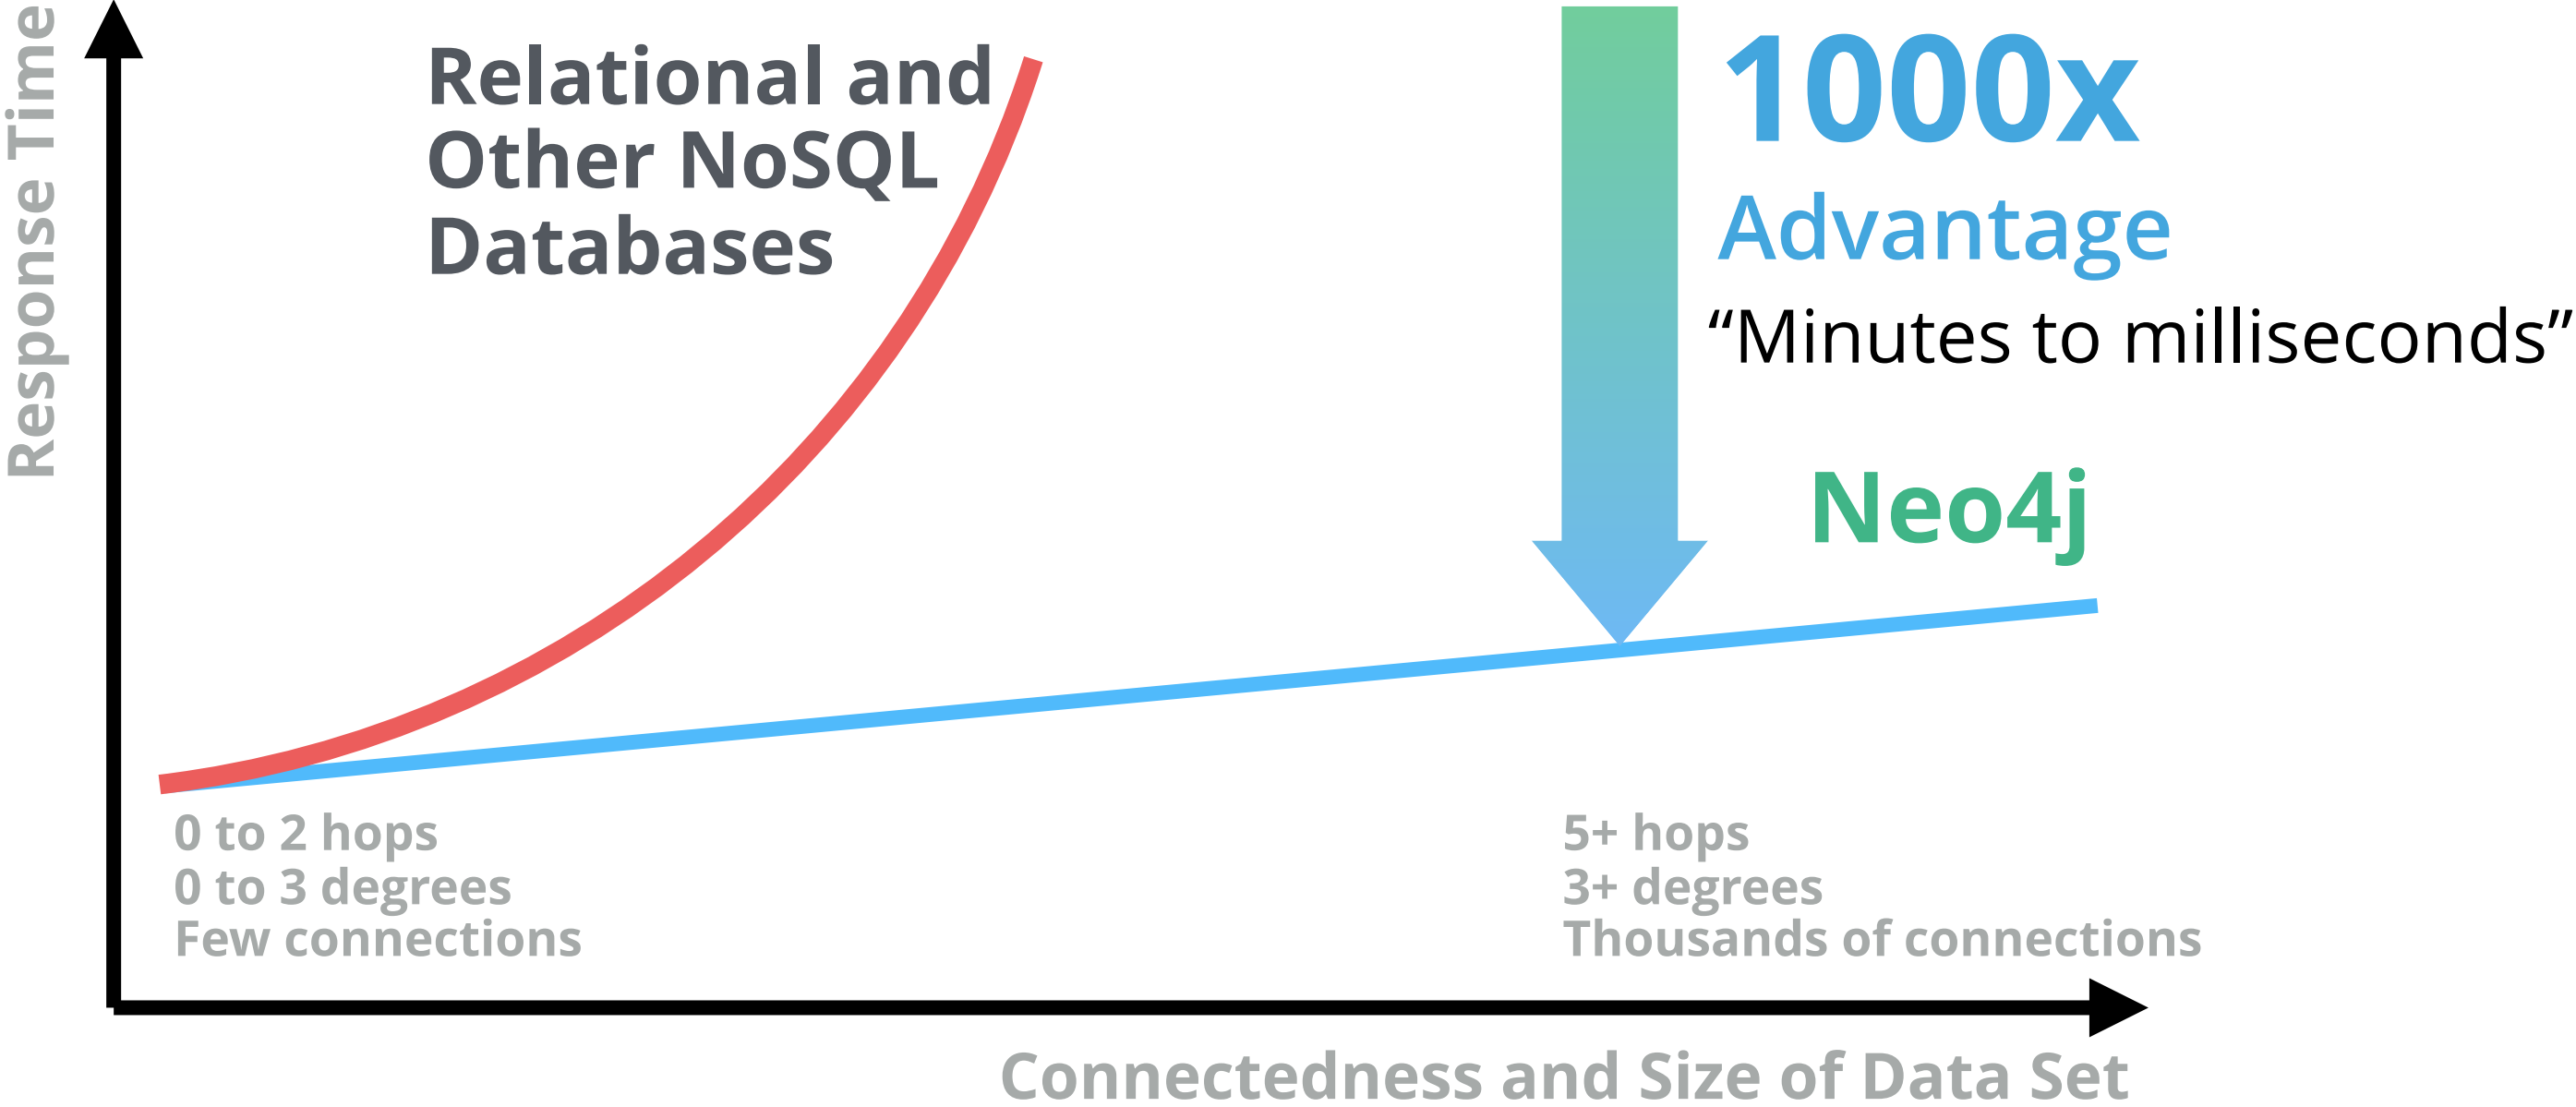 Response Time
Relational and
Other NoSQL
Databases
1000x
Advantage
“Minutes to milliseconds”
Neo4j
0 to 2 hops
0 to 3 degrees
Few connections
5+ hops
3+ degrees
Thousands of connections
Connectedness and Size of Data Set